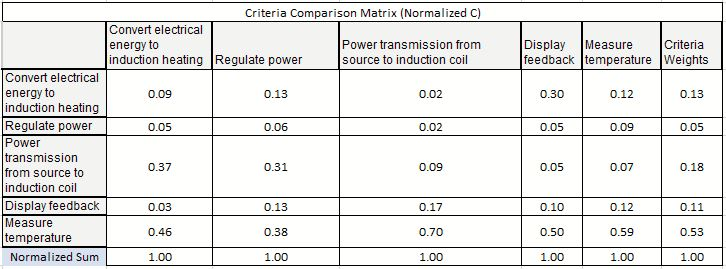 Criteria Comparison Matrix (Normalized C)
Convert electrical energy to induction heating Regulate power Power transmission from source to induction coil Display feedback Measure temperature Criteria Weights
Convert electrical energy to induction heating 0.09 0.13 0.02 0.30 0.12 0.13
Regulate power 0.05 0.06 0.02 0.05 0.09 0.05
Power transmission from source to induction coil 0.37 0.31 0.09 0.05 0.07 0.18
Display feedback 0.03 0.13 0.17 0.10 0.12 0.11
Measure temperature 0.46 0.38 0.70 0.50 0.59 0.53
Normalized Sum 1.00 1.00 1.00 1.00 1.00 1.00